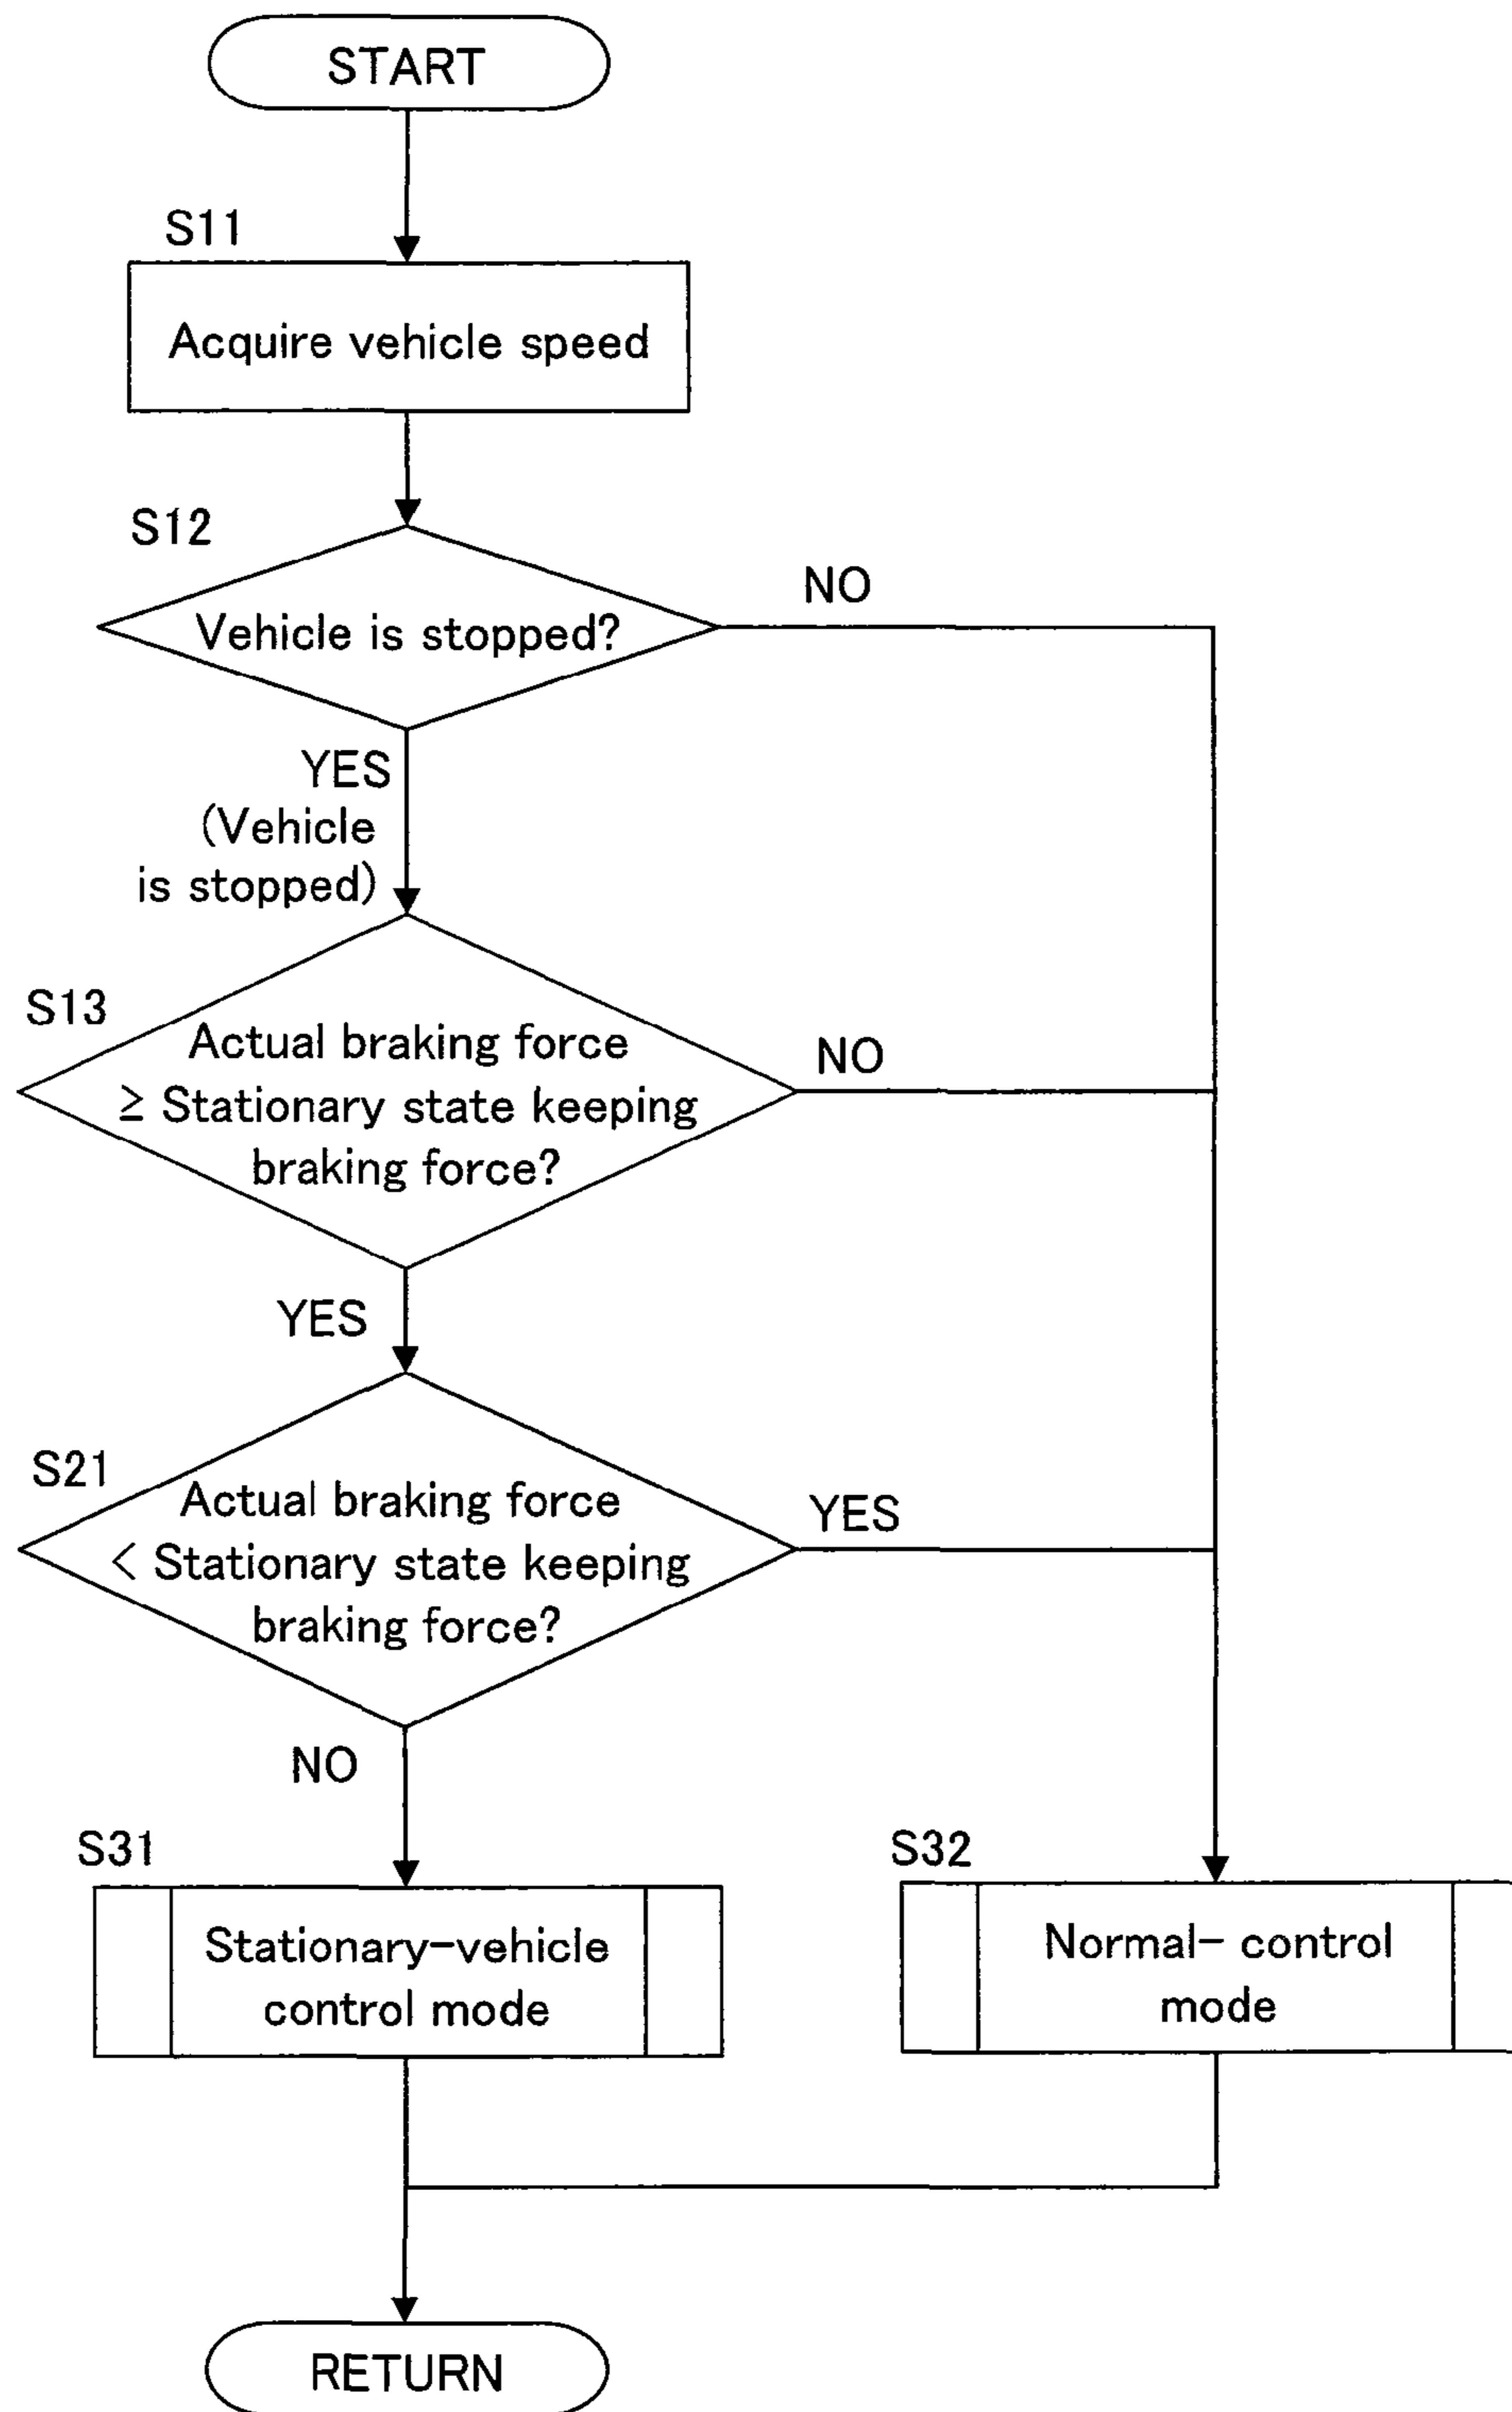 START
S11
Acquire vehicle speed
S12
Vehicle is stopped?
NO
YES
(Vehicle
is stopped)
S13
Actual braking force
≥ Stationary state keeping
braking force?
NO
YES
S21
Actual braking force
< Stationary state keeping
braking force?
YES
NO
S31
Stationary-vehicle
control mode
S32
Normal- control
mode
RETURN